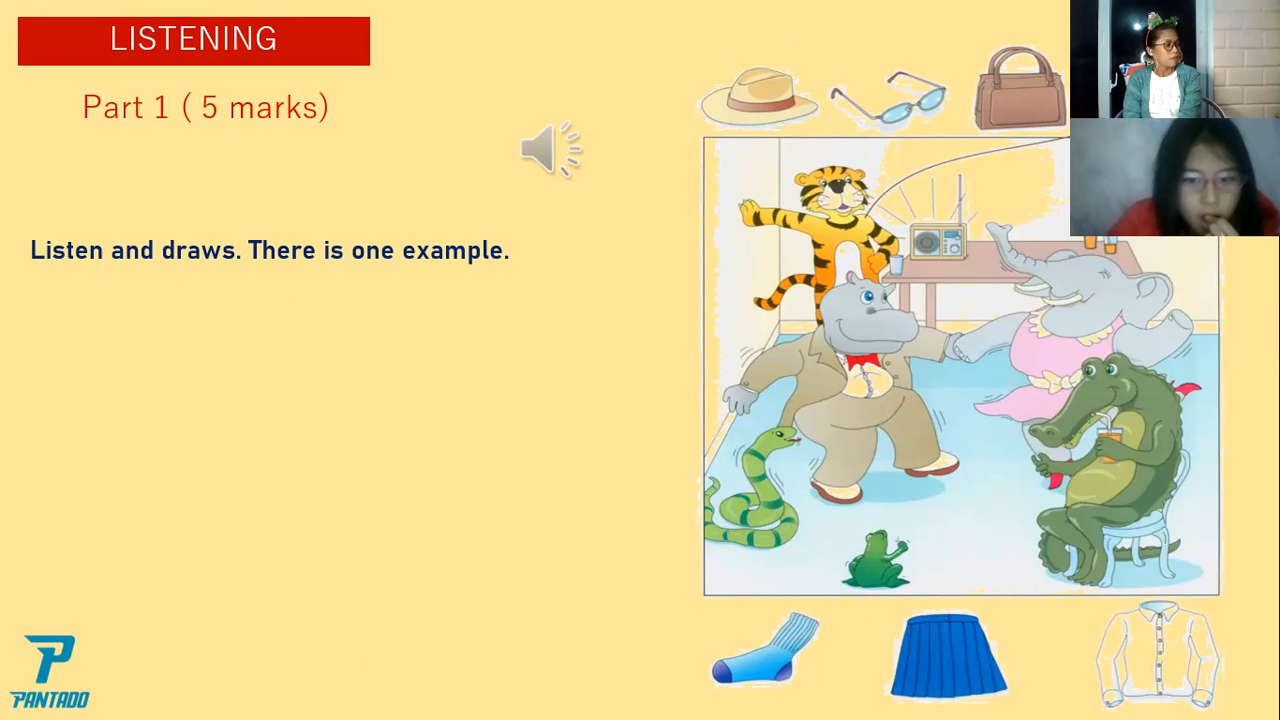 LISTENING
Part 1 ( 5 marks)
Listen and draws. There is one example.
PANTADO